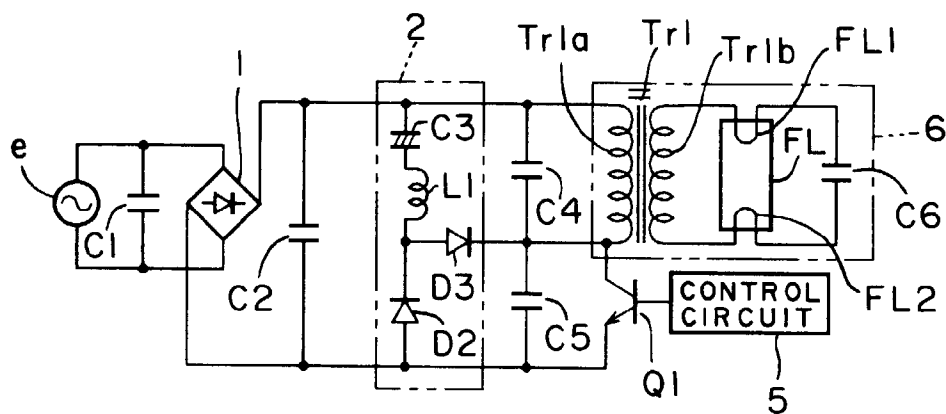 2
Tr1a
Tr1
Tr1b
FL1
1
e
C1
C2
C3
L1
D3
D2
C4
C5
FL
6
C6
FL2
CONTROL
CIRCUIT
Q1
5